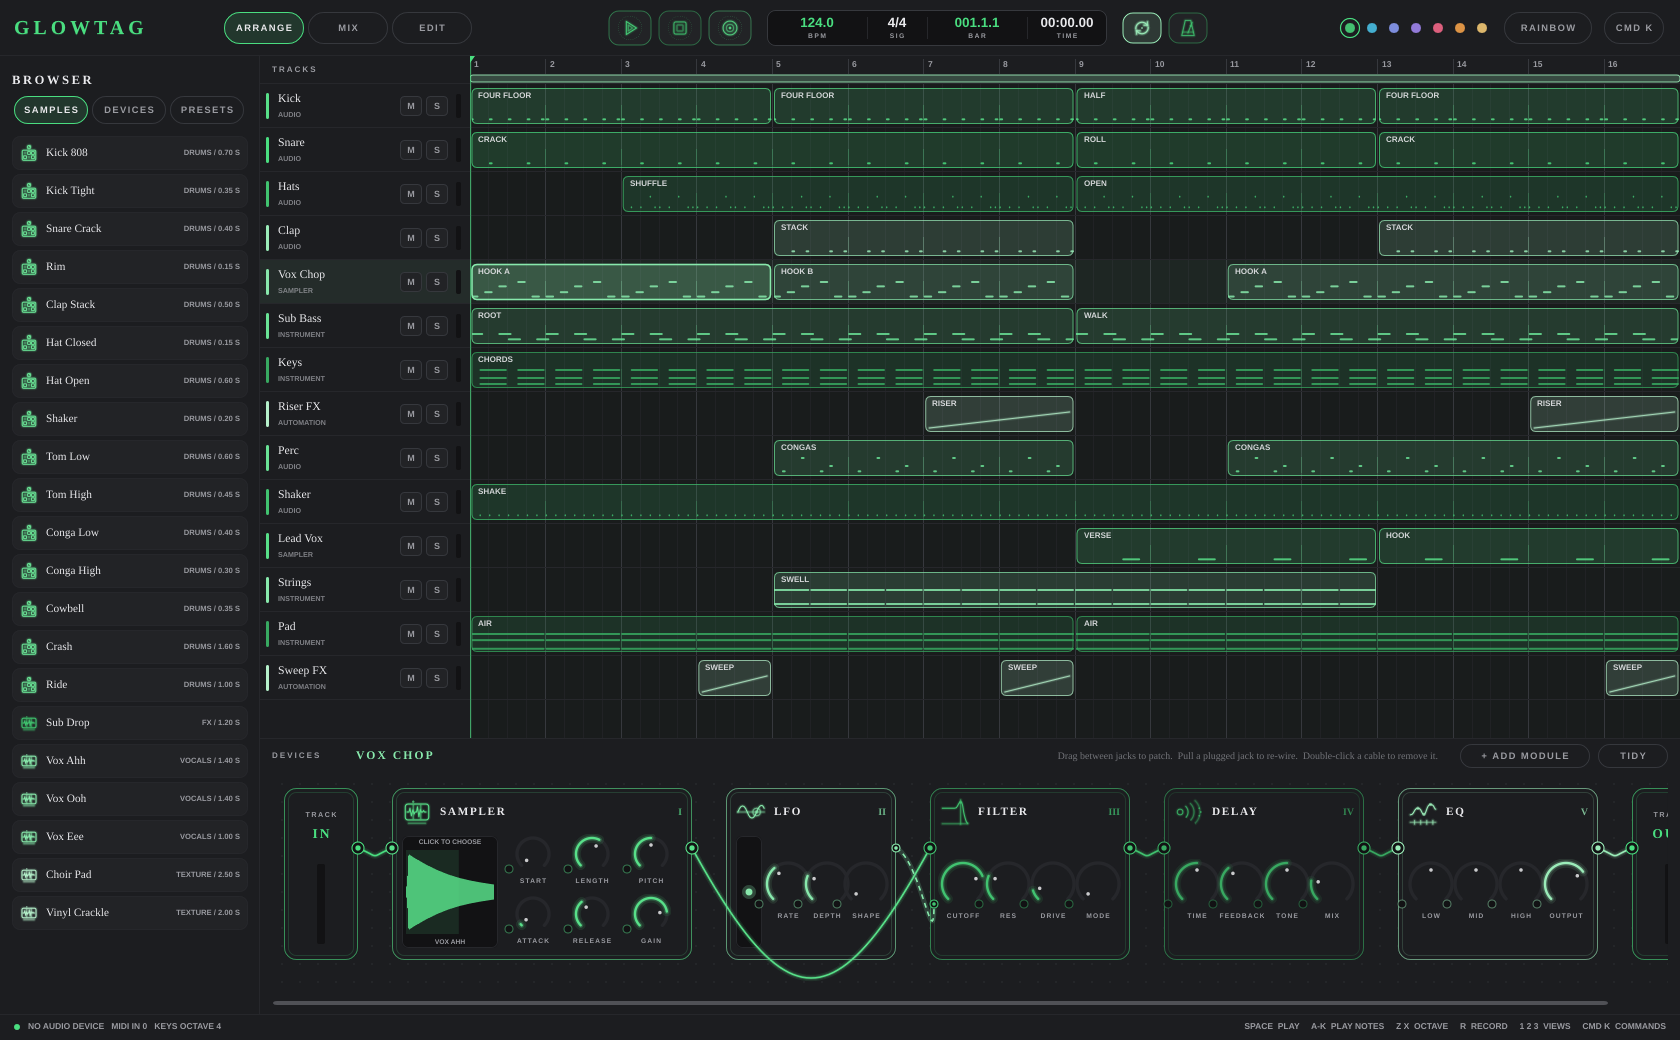 GLOWTAG
ARRANGE MIX EDIT
124.0 4/4 001.1.1 00:00.00
BPM SIG BAR TIME
RAINBOW CMD K
BROWSER
SAMPLES DEVICES PRESETS
Kick 808 DRUMS / 0.70 S
Kick Tight DRUMS / 0.35 S
Snare Crack DRUMS / 0.40 S
Rim DRUMS / 0.15 S
Clap Stack DRUMS / 0.50 S
Hat Closed DRUMS / 0.15 S
Hat Open DRUMS / 0.60 S
Shaker DRUMS / 0.20 S
Tom Low DRUMS / 0.60 S
Tom High DRUMS / 0.45 S
Conga Low DRUMS / 0.40 S
Conga High DRUMS / 0.30 S
Cowbell DRUMS / 0.35 S
Crash DRUMS / 1.60 S
Ride DRUMS / 1.00 S
Sub Drop FX / 1.20 S
Vox Ahh VOCALS / 1.40 S
Vox Ooh VOCALS / 1.40 S
Vox Eee VOCALS / 1.00 S
Choir Pad TEXTURE / 2.50 S
Vinyl Crackle TEXTURE / 2.00 S
TRACKS
1 2 3 4 5 6 7 8 9 10 11 12 13 14 15 16
Kick AUDIO M S
FOUR FLOOR FOUR FLOOR HALF FOUR FLOOR
Snare AUDIO M S
CRACK ROLL CRACK
Hats AUDIO M S
SHUFFLE OPEN
Clap AUDIO M S
STACK STACK
Vox Chop SAMPLER M S
HOOK A HOOK B HOOK A
Sub Bass INSTRUMENT M S
ROOT WALK
Keys INSTRUMENT M S
CHORDS
Riser FX AUTOMATION M S
RISER RISER
Perc AUDIO M S
CONGAS CONGAS
Shaker AUDIO M S
SHAKE
Lead Vox SAMPLER M S
VERSE HOOK
Strings INSTRUMENT M S
SWELL
Pad INSTRUMENT M S
AIR AIR
Sweep FX AUTOMATION M S
SWEEP SWEEP SWEEP
DEVICES VOX CHOP
Drag between jacks to patch. Pull a plugged jack to re-wire. Double-click a cable to remove it.
+ ADD MODULE TIDY
TRACK
IN
SAMPLER I
CLICK TO CHOOSE
VOX AHH
START LENGTH PITCH
ATTACK RELEASE GAIN
LFO II
RATE DEPTH SHAPE
FILTER III
CUTOFF RES DRIVE MODE
DELAY IV
TIME FEEDBACK TONE MIX
EQ V
LOW MID HIGH OUTPUT
NO AUDIO DEVICE MIDI IN 0 KEYS OCTAVE 4
SPACE PLAY A-K PLAY NOTES Z X OCTAVE R RECORD 1 2 3 VIEWS CMD K COMMANDS